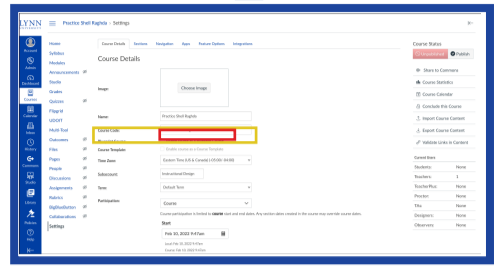 LYNN
Practice Shell Raghda > Settings
Account
Admin
Dashboard
Courses
Calendar
Inbox
History
Commons
Studio
Library
Policies
Help
Home
Syllabus
Modules
Announcements
Studio
Grades
Quizzes
Flipgrid
UDOIT
Multi-Tool
Outcomes
Files
Pages
People
Discussions
Assignments
Rubrics
BigBlueButton
Collaborations
Settings
Course Details
Sections
Navigation
Apps
Feature Options
Integrations
Course Details
Image:
Choose Image
Name:
Practice Shell Raghda
Course Code:
Course Template:
Enable course as a Course Template
Time Zone:
Eastern Time (US & Canada) (-05:00/-04:00)
Subaccount:
Instructional Design
Term:
Default Term
Participation:
Course
Course participation is limited to course start and end dates. Any section dates created in the course may override course dates.
Start
Feb 10, 2022 9:47am
Course Status
Unpublished
Publish
Share to Commons
Course Statistics
Course Calendar
Conclude this Course
Import Course Content
Export Course Content
Validate Links in Content
Current Users
Students: None
Teachers: 1
TeacherPlus: None
Proctor: None
TAs: None
Designers: None
Observers: None